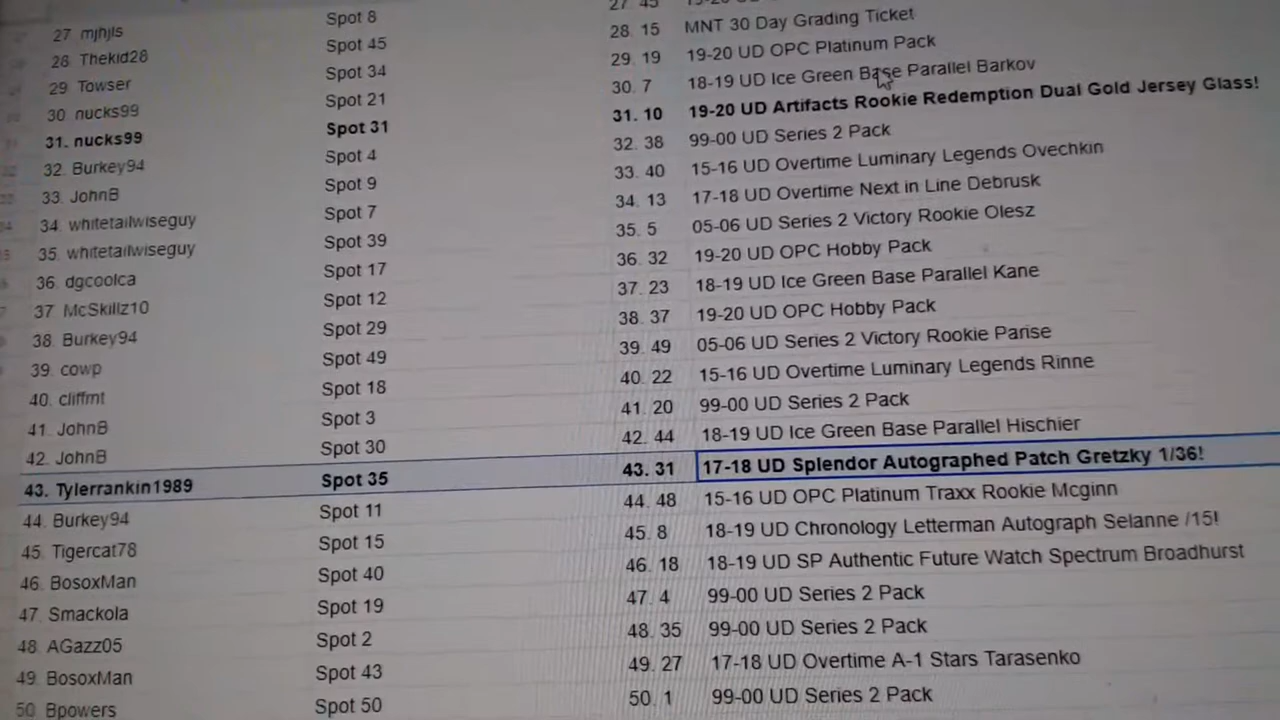 27 mjhjls Spot 8
28. 15 MNT 30 Day Grading Ticket
28 Thekid28 Spot 45 29. 19 19-20 UD OPC Platinum Pack
29 Towser Spot 34 30. 7 18-19 UD Ice Green Base Parallel Barkov
30 nucks99 Spot 21 31. 10 19-20 UD Artifacts Rookie Redemption Dual Gold Jersey Glass!
31. nucks99 Spot 31 32. 38 99-00 UD Series 2 Pack
32. Burkey94 Spot 4 33. 40 15-16 UD Overtime Luminary Legends Ovechkin
33. JohnB Spot 9 34. 13 17-18 UD Overtime Next in Line Debrusk
34. whitetailwiseguy Spot 7 35. 5 05-06 UD Series 2 Victory Rookie Olesz
35. whitetailwiseguy Spot 39 36. 32 19-20 UD OPC Hobby Pack
36 dgcoolca Spot 17 37. 23 18-19 UD Ice Green Base Parallel Kane
37 McSkillz10 Spot 12 38. 37 19-20 UD OPC Hobby Pack
38. Burkey94 Spot 29 39. 49 05-06 UD Series 2 Victory Rookie Parise
39. cowp Spot 49 40. 22 15-16 UD Overtime Luminary Legends Rinne
40. cliffmt Spot 18 41. 20 99-00 UD Series 2 Pack
41. JohnB Spot 3 42. 44 18-19 UD Ice Green Base Parallel Hischier
42. JohnB Spot 30 43. 31 17-18 UD Splendor Autographed Patch Gretzky 1/36!
43. Tylerrankin1989 Spot 35 44. 48 15-16 UD OPC Platinum Traxx Rookie Mcginn
44. Burkey94 Spot 11 45. 8 18-19 UD Chronology Letterman Autograph Selanne /15!
45. Tigercat78 Spot 15 46. 18 18-19 UD SP Authentic Future Watch Spectrum Broadhurst
46. BosoxMan Spot 40 47. 4 99-00 UD Series 2 Pack
47. Smackola Spot 19 48. 35 99-00 UD Series 2 Pack
48. AGazz05 Spot 2 49. 27 17-18 UD Overtime A-1 Stars Tarasenko
49. BosoxMan Spot 43 50. 1 99-00 UD Series 2 Pack
50 Bpowers Spot 50